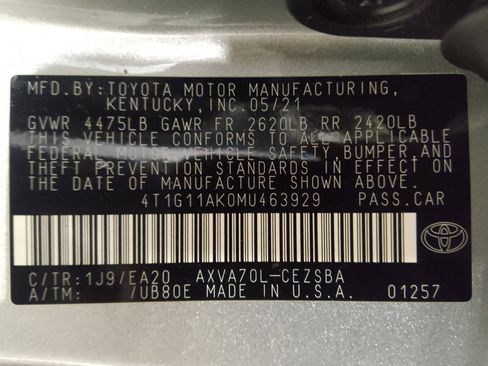 MFD.BY:TOYOTA MOTOR MANUFACTURING,
KENTUCKY,INC.05/21
GVWR 4475LB GAWR FR 2620LB RR 2420LB
THIS VEHICLE CONFORMS TO ALL APPLICABLE
FEDERAL MOTOR VEHICLE SAFETY,BUMPER,AND
THEFT PREVENTION STANDARDS IN EFFECT ON
THE DATE OF MANUFACTURE SHOWN ABOVE.
4T1G11AK0MU463929 PASS.CAR
C/TR:1J9/EA20 AXVA70L-CEZSBA
A/TM: /UB80E MADE IN U.S.A. 01257
TOYOTA